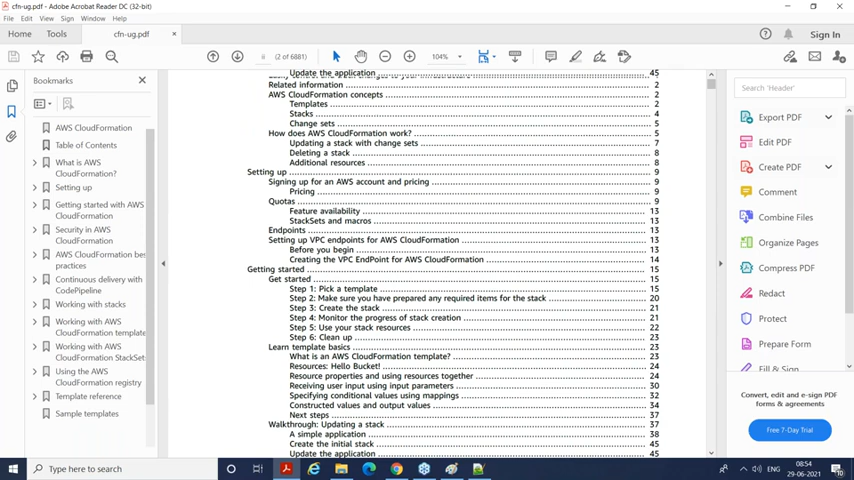 cfn-ug.pdf - Adobe Acrobat Reader DC (32-bit)
File Edit View Sign Window Help
Home Tools cfn-ug.pdf × Sign In
ii (2 of 6881) 104%
Bookmarks
AWS CloudFormation
Table of Contents
What is AWS
CloudFormation?
Setting up
Getting started with AWS
CloudFormation
Security in AWS
CloudFormation
AWS CloudFormation bes
practices
Continuous delivery with
CodePipeline
Working with stacks
Working with AWS
CloudFormation template
Working with AWS
CloudFormation StackSet
Using the AWS
CloudFormation registry
Template reference
Sample templates
Update the application 45
Related information 2
AWS CloudFormation concepts 2
Templates 2
Stacks 4
Change sets 5
How does AWS CloudFormation work? 5
Updating a stack with change sets 7
Deleting a stack 8
Additional resources 8
Setting up 9
Signing up for an AWS account and pricing 9
Pricing 9
Quotas 9
Feature availability 13
StackSets and macros 13
Endpoints 13
Setting up VPC endpoints for AWS CloudFormation 13
Before you begin 13
Creating the VPC EndPoint for AWS CloudFormation 14
Getting started 15
Get started 15
Step 1: Pick a template 15
Step 2: Make sure you have prepared any required items for the stack 20
Step 3: Create the stack 21
Step 4: Monitor the progress of stack creation 21
Step 5: Use your stack resources 22
Step 6: Clean up 23
Learn template basics 23
What is an AWS CloudFormation template? 23
Resources: Hello Bucket! 24
Resource properties and using resources together 24
Receiving user input using input parameters 30
Specifying conditional values using mappings 32
Constructed values and output values 34
Next steps 37
Walkthrough: Updating a stack 37
A simple application 38
Create the initial stack 45
Update the application 45
Search 'Header'
Export PDF
Edit PDF
Create PDF
Comment
Combine Files
Organize Pages
Compress PDF
Redact
Protect
Prepare Form
Fill & Sign
Convert, edit and e-sign PDF
forms & agreements
Free 7-Day Trial
Type here to search
ENG
08:54
29-06-2021